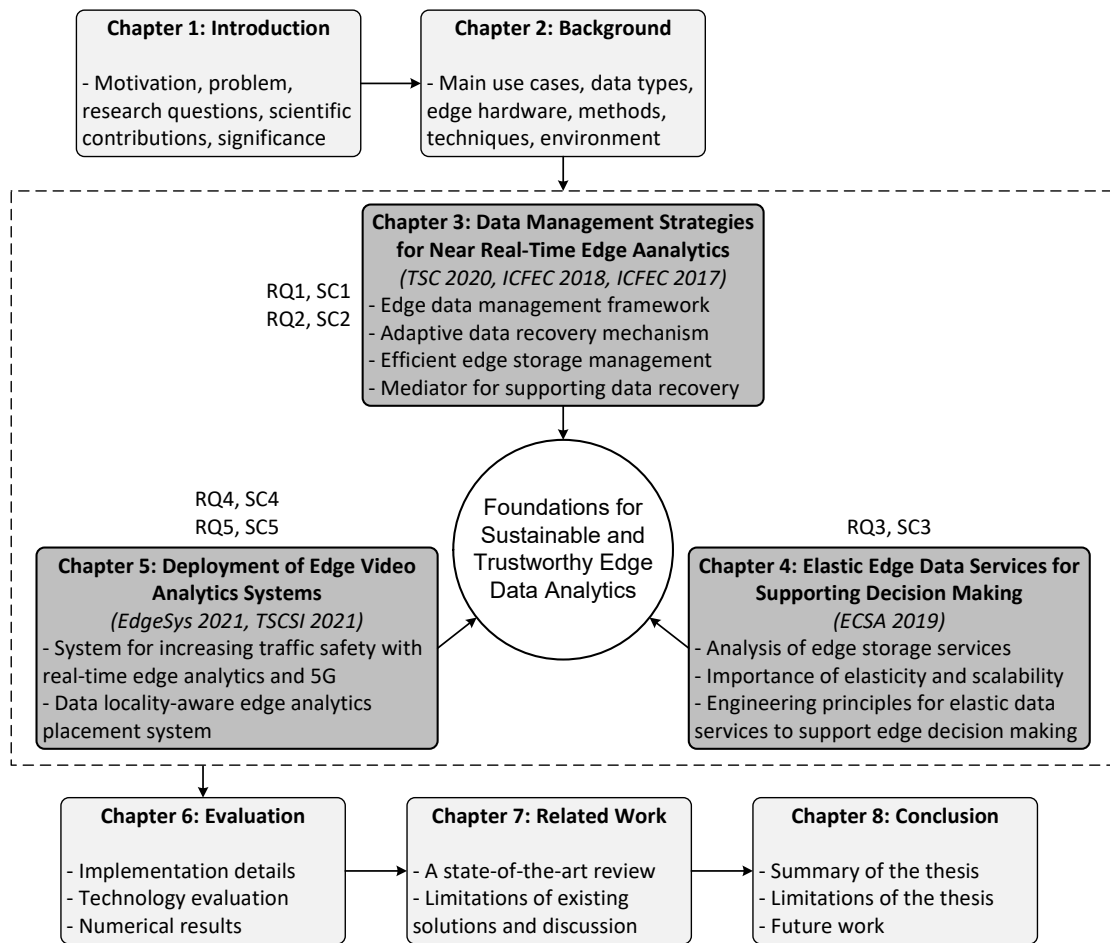 Chapter 1: Introduction
- Motivation, problem,
research questions, scientific
contributions, significance
Chapter 2: Background
- Main use cases, data types,
edge hardware, methods,
techniques, environment
Chapter 3: Data Management Strategies
for Near Real-Time Edge Aanalytics
(TSC 2020, ICFEC 2018, ICFEC 2017)
- Edge data management framework
- Adaptive data recovery mechanism
- Efficient edge storage management
- Mediator for supporting data recovery
RQ1, SC1
RQ2, SC2
Foundations for
Sustainable and
Trustworthy Edge
Data Analytics
RQ4, SC4
RQ5, SC5
Chapter 5: Deployment of Edge Video
Analytics Systems
(EdgeSys 2021, TSCSI 2021)
- System for increasing traffic safety with
real-time edge analytics and 5G
- Data locality-aware edge analytics
placement system
RQ3, SC3
Chapter 4: Elastic Edge Data Services for
Supporting Decision Making
(ECSA 2019)
- Analysis of edge storage services
- Importance of elasticity and scalability
- Engineering principles for elastic data
services to support edge decision making
Chapter 6: Evaluation
- Implementation details
- Technology evaluation
- Numerical results
Chapter 7: Related Work
- A state-of-the-art review
- Limitations of existing
solutions and discussion
Chapter 8: Conclusion
- Summary of the thesis
- Limitations of the thesis
- Future work